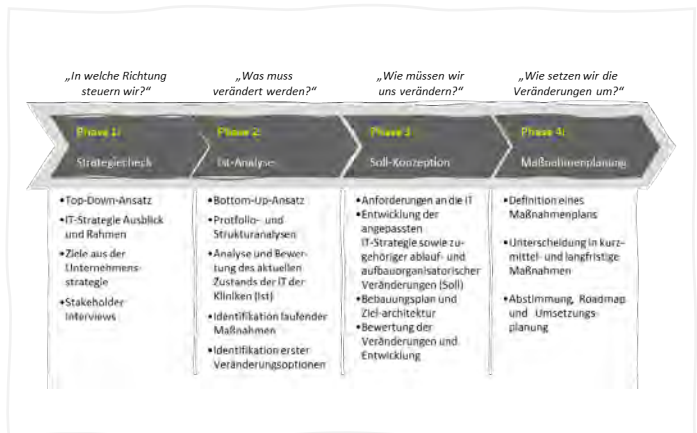 „In welche Richtung
steuern wir?“
„Was muss
verändert werden?“
„Wie müssen wir
uns verändern?“
„Wie setzen wir die
Veränderungen um?“
Phase 1:
Strategiecheck
Phase 2:
Ist-Analyse
Phase 3
Soll-Konzeption
Phase 4:
Maßnahmenplanung
•Top-Down-Ansatz
•IT-Strategie Ausblick
und Rahmen
•Ziele aus der
Unternehmens-
strategie
•Stakeholder
Interviews
•Bottom-Up-Ansatz
•Protfolio- und
Strukturanalysen
•Analyse und Bewer-
tung des aktuellen
Zustands der IT der
Kliniken (Ist)
•Identifikation laufender
Maßnahmen
•Identifikation erster
Veränderungsoptionen
•Anforderungen an die IT
•Entwicklung der
angepassten
IT-Strategie sowie zu-
gehöriger ablauf- und
aufbauorganisatorischer
Veränderungen (Soll)
•Bebauungsplan und
Ziel-architektur
•Bewertung der
Veränderungen und
Entwicklung
•Definition eines
Maßnahmenplans
•Unterscheidung in kurz-
mittel- und langfristige
Maßnahmen
•Abstimmung, Roadmap
und Umsetzungs-
planung